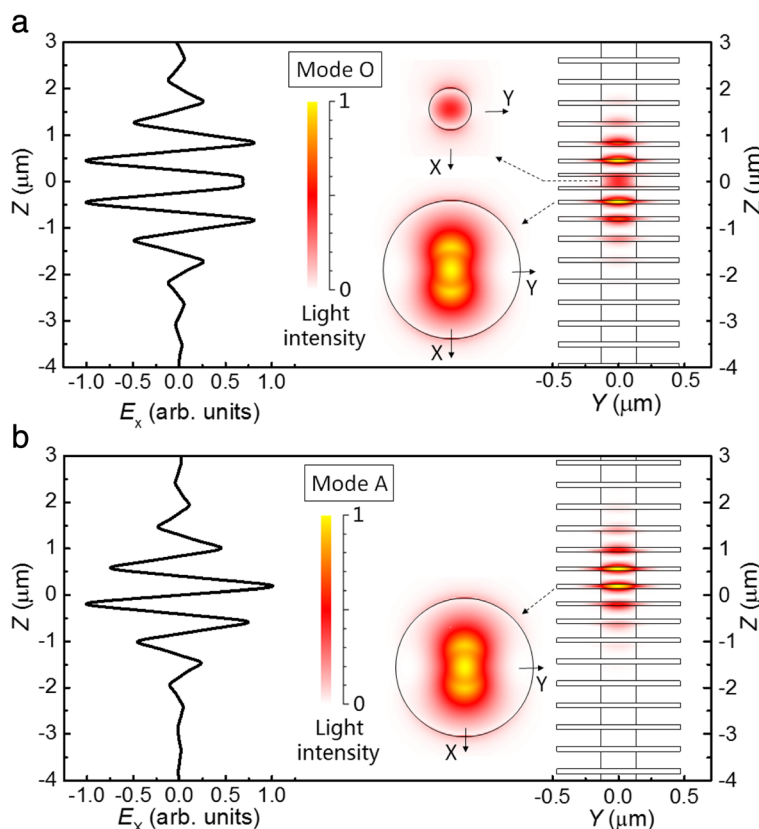 a
3
2
1
0
-1
-2
-3
-4
Z (μm)
-1.0 -0.5 0.0 0.5 1.0
Eₓ (arb. units)
Mode O
1
0
Light
intensity
Y
X
Y
X
3
2
1
0
-1
-2
-3
-4
Z (μm)
-0.5 0.0 0.5
Y (μm)
b
3
2
1
0
-1
-2
-3
-4
Z (μm)
-1.0 -0.5 0.0 0.5 1.0
Eₓ (arb. units)
Mode A
1
0
Light
intensity
Y
X
3
2
1
0
-1
-2
-3
-4
Z (μm)
-0.5 0.0 0.5
Y (μm)